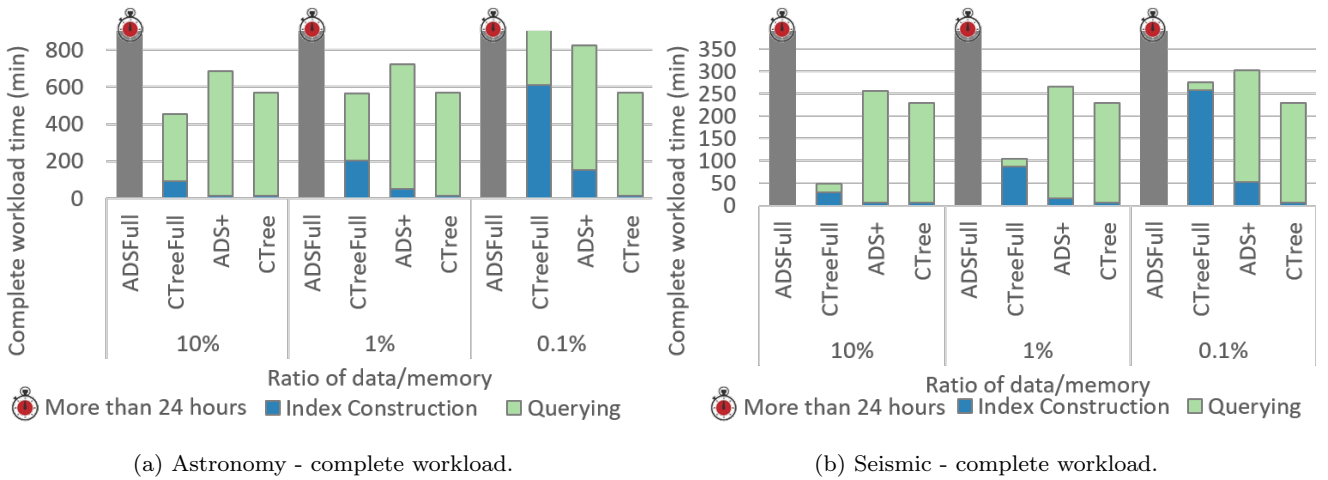 Complete workload time (min)
800
600
400
200
0
ADSFull
CTreeFull
ADS+
CTree
ADSFull
CTreeFull
ADS+
CTree
ADSFull
CTreeFull
ADS+
CTree
10%
1%
0.1%
Ratio of data/memory
More than 24 hours Index Construction Querying
(a) Astronomy - complete workload.
Complete workload time (min)
350
300
250
200
150
100
50
0
ADSFull
CTreeFull
ADS+
CTree
ADSFull
CTreeFull
ADS+
CTree
ADSFull
CTreeFull
ADS+
CTree
10%
1%
0.1%
Ratio of data/memory
More than 24 hours Index Construction Querying
(b) Seismic - complete workload.